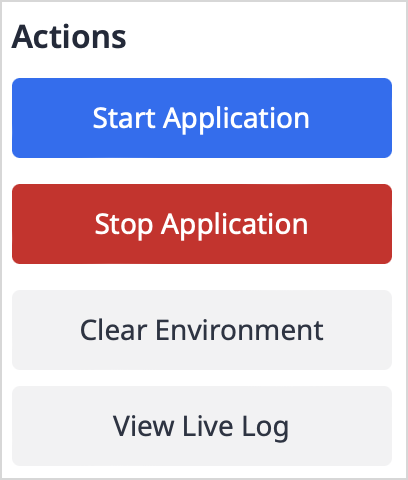 Actions
Start Application
Stop Application
Clear Environment
View Live Log